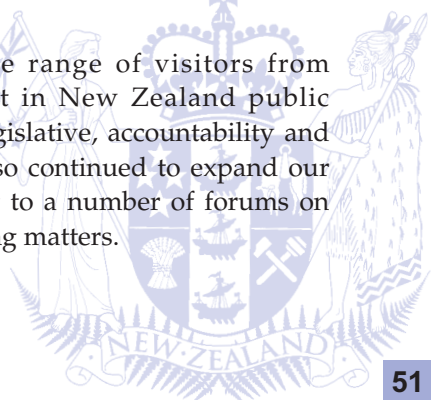 e range of visitors from
t in New Zealand public
gislative, accountability and
so continued to expand our
to a number of forums on
ng matters.
NEW ZEALAND
51